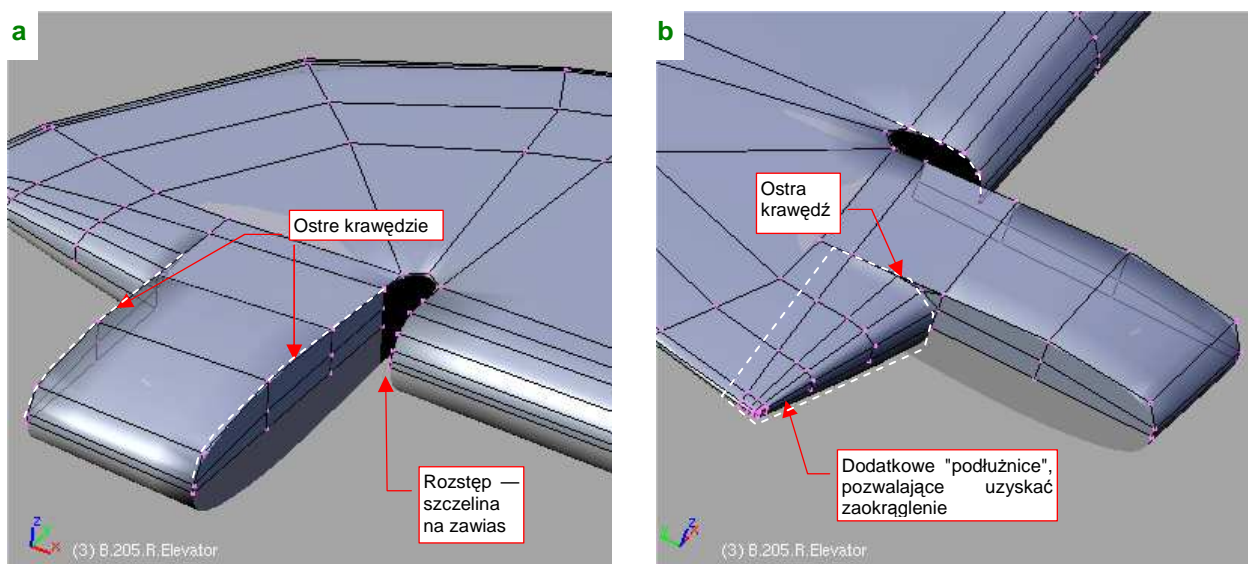 a
Ostre krawędzie
Rozstęp —
szczelina
na zawias
z
y
x
(3) B.205.R.Elevator
b
Ostra
krawędź
Dodatkowe "podłużnice",
pozwalające uzyskać
zaokrąglenie
z
y
x
(3) B.205.R.Elevator